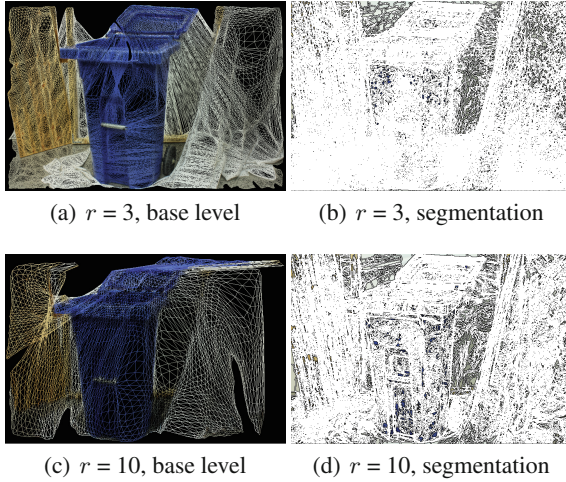 (a) r = 3, base level
(b) r = 3, segmentation
(c) r = 10, base level
(d) r = 10, segmentation